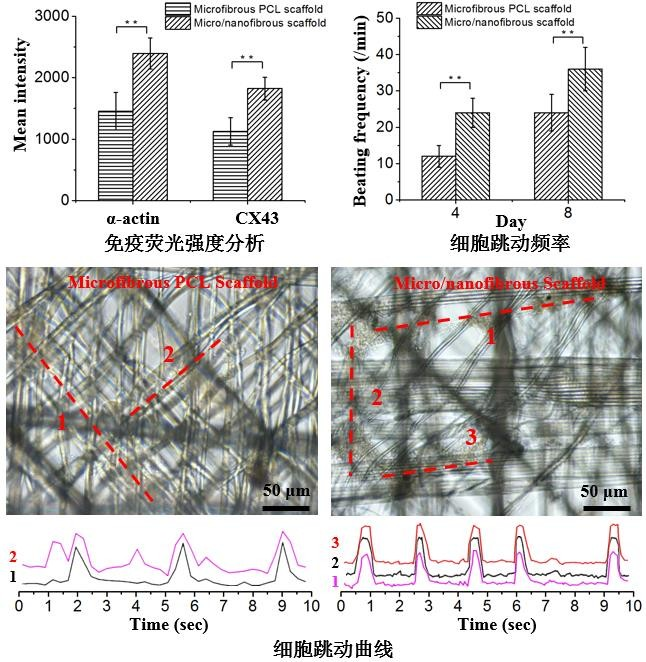 Microfibrous PCL scaffold
Micro/nanofibrous scaffold
3000
2000
1000
0
Mean intensity
**
**
α-actin CX43
免疫荧光强度分析
Microfibrous PCL scaffold
Micro/nanofibrous scaffold
50
40
30
20
10
0
Beating frequency (/min)
**
**
4 8
Day
细胞跳动频率
Microfibrous PCL Scaffold
1
2
50 μm
Micro/nanofibrous Scaffold
1
2
3
50 μm
2
1
0 1 2 3 4 5 6 7 8 9 10
Time (sec)
3
2
1
0 1 2 3 4 5 6 7 8 9 10
Time (sec)
细胞跳动曲线